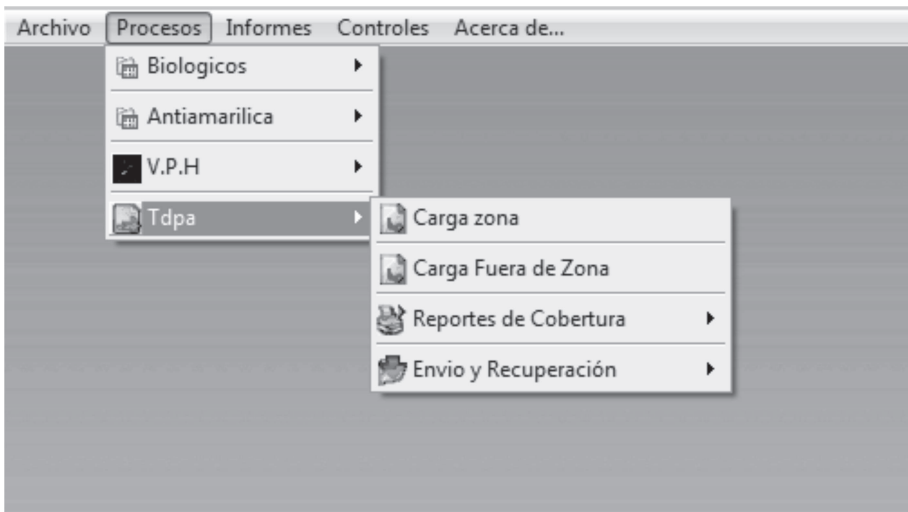 Archivo Procesos Informes Controles Acerca de...
Biologicos
Antiamarilica
V.P.H
Tdpa
Carga zona
Carga Fuera de Zona
Reportes de Cobertura
Envio y Recuperación